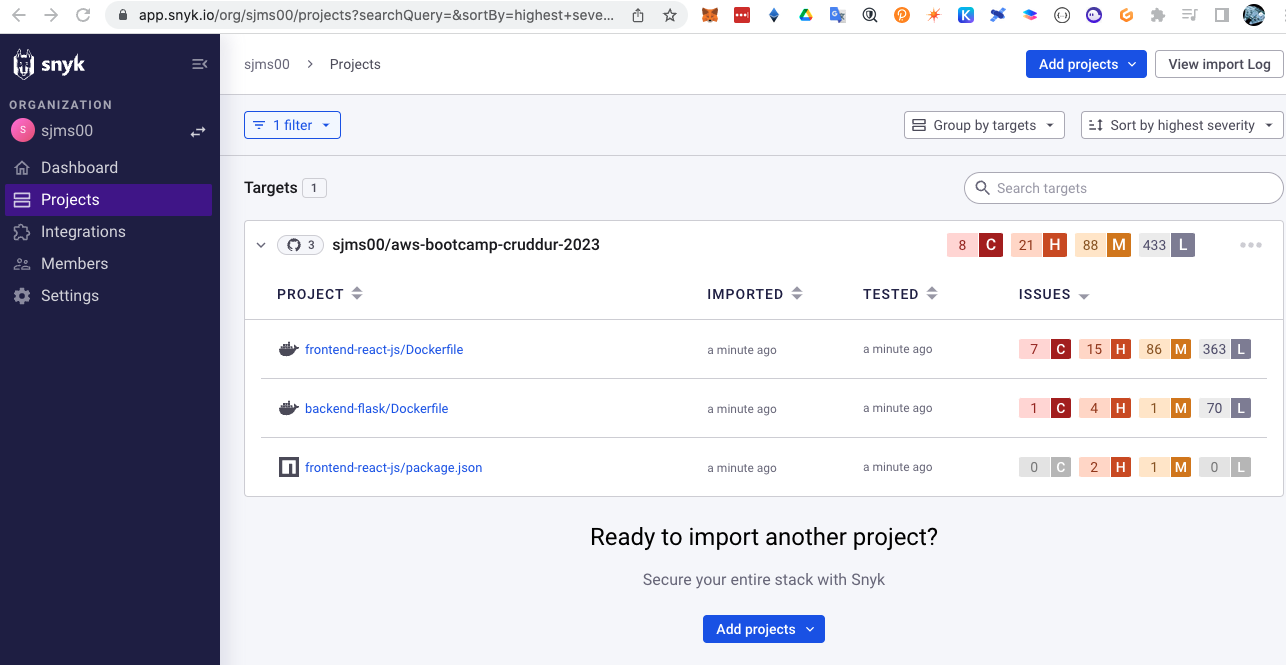 app.snyk.io/org/sjms00/projects?searchQuery=&sortBy=highest+seve...
snyk
sjms00 > Projects
Add projects
View import Log
ORGANIZATION
S sjms00
Dashboard
Projects
Integrations
Members
Settings
1 filter
Group by targets
Sort by highest severity
Targets 1
Search targets
3 sjms00/aws-bootcamp-cruddur-2023 8 C 21 H 88 M 433 L
PROJECT IMPORTED TESTED ISSUES
frontend-react-js/Dockerfile a minute ago a minute ago 7 C 15 H 86 M 363 L
backend-flask/Dockerfile a minute ago a minute ago 1 C 4 H 1 M 70 L
frontend-react-js/package.json a minute ago a minute ago 0 C 2 H 1 M 0 L
Ready to import another project?
Secure your entire stack with Snyk
Add projects